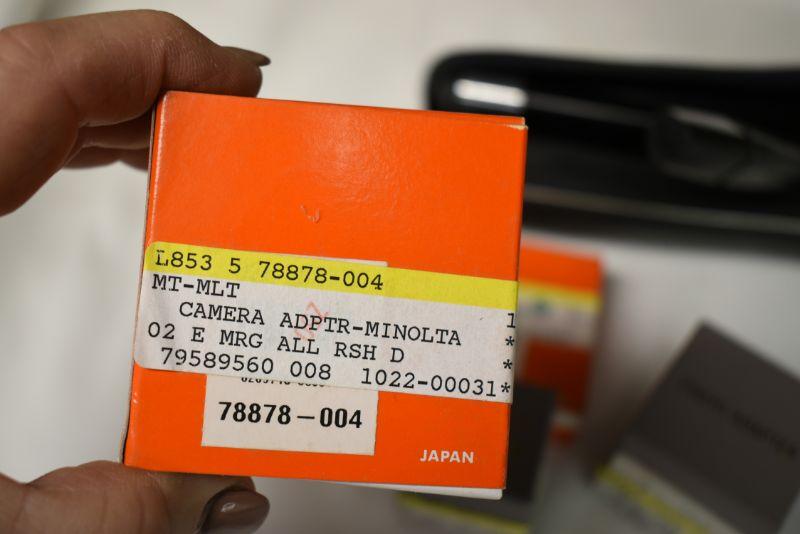 L853 5 78878-004
MT-MLT 1
CAMERA ADPTR-MINOLTA *
02 E MRG ALL RSH D *
79589560 008 1022-00031*
78878-004
JAPAN